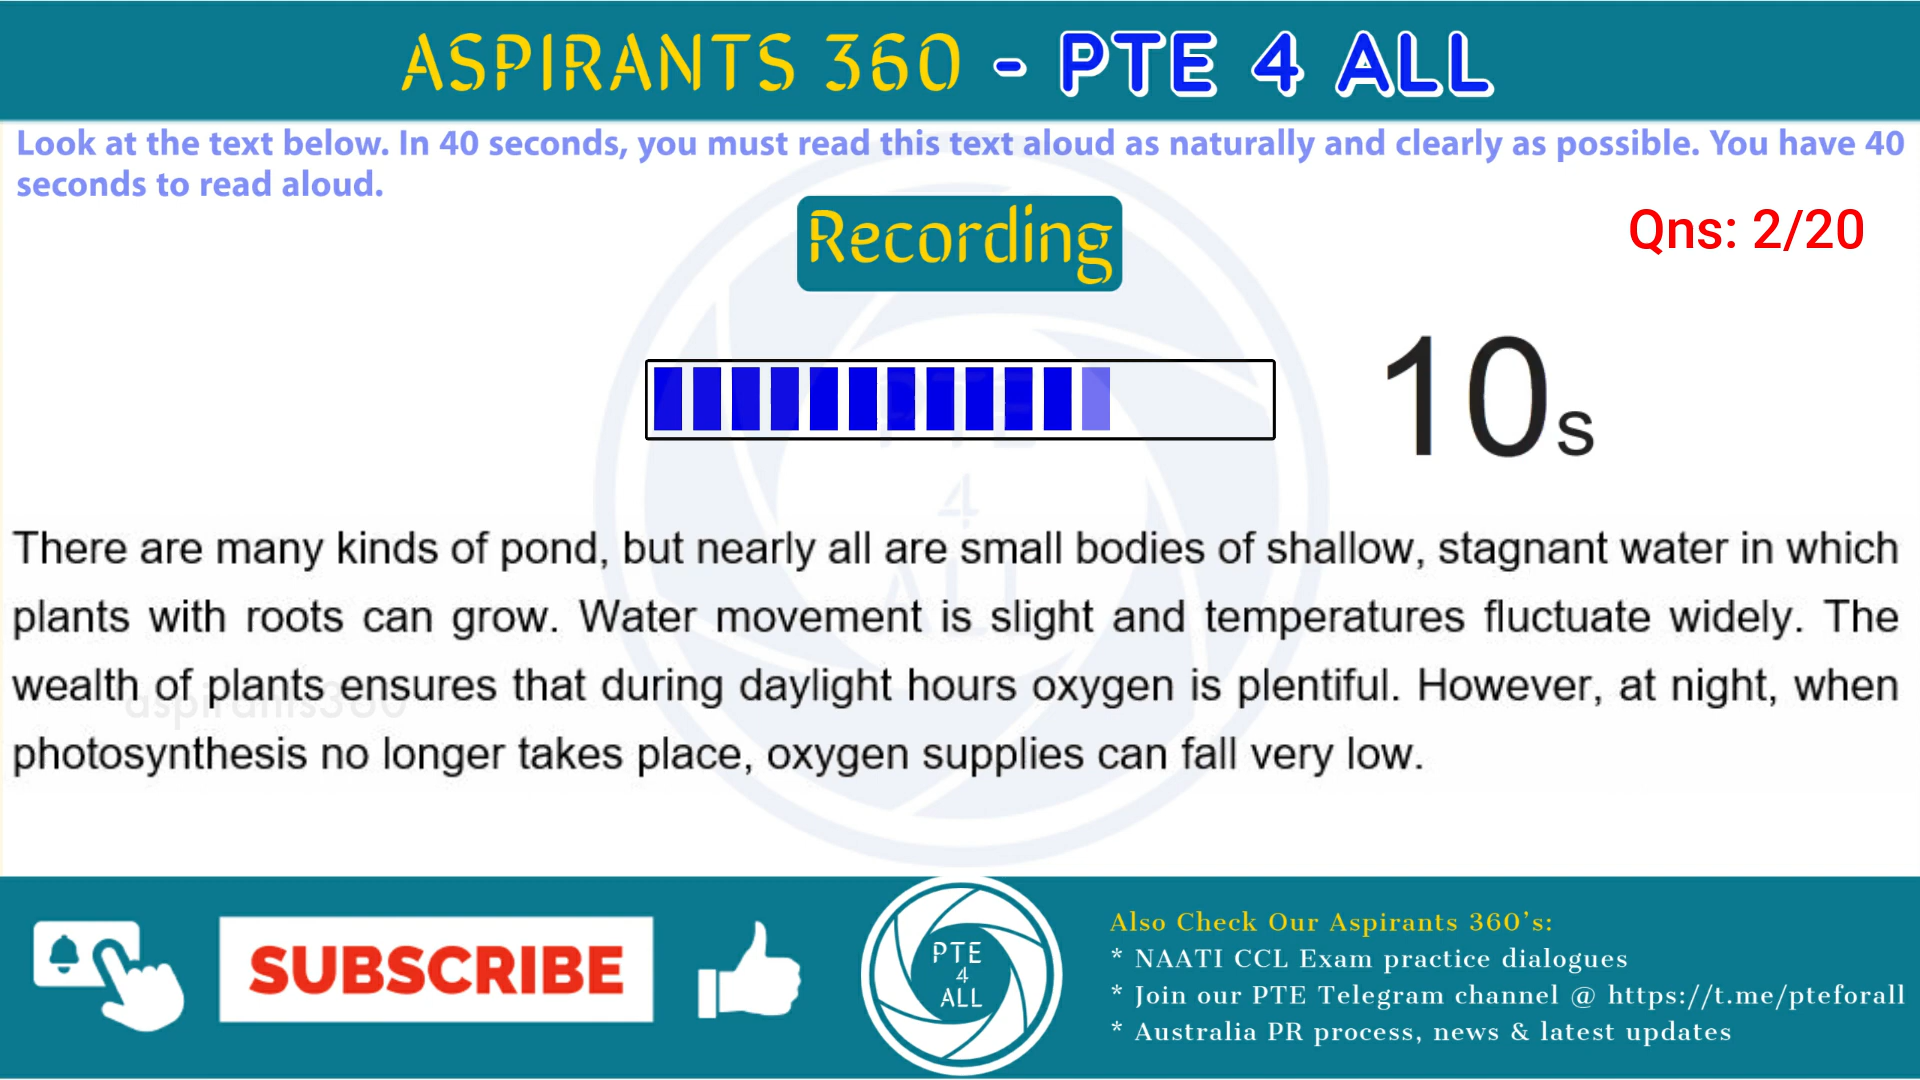 ASPIRANTS 360 - PTE 4 ALL
Look at the text below. In 40 seconds, you must read this text aloud as naturally and clearly as possible. You have 40
seconds to read aloud.
Recording
Qns: 2/20
10s
PTE
4
ALL
There are many kinds of pond, but nearly all are small bodies of shallow, stagnant water in which
plants with roots can grow. Water movement is slight and temperatures fluctuate widely. The
wealth of plants ensures that during daylight hours oxygen is plentiful. However, at night, when
aspirants360
photosynthesis no longer takes place, oxygen supplies can fall very low.
SUBSCRIBE
PTE
4
ALL
Also Check Our Aspirants 360's:
* NAATI CCL Exam practice dialogues
* Join our PTE Telegram channel @ https://t.me/pteforall
* Australia PR process, news & latest updates